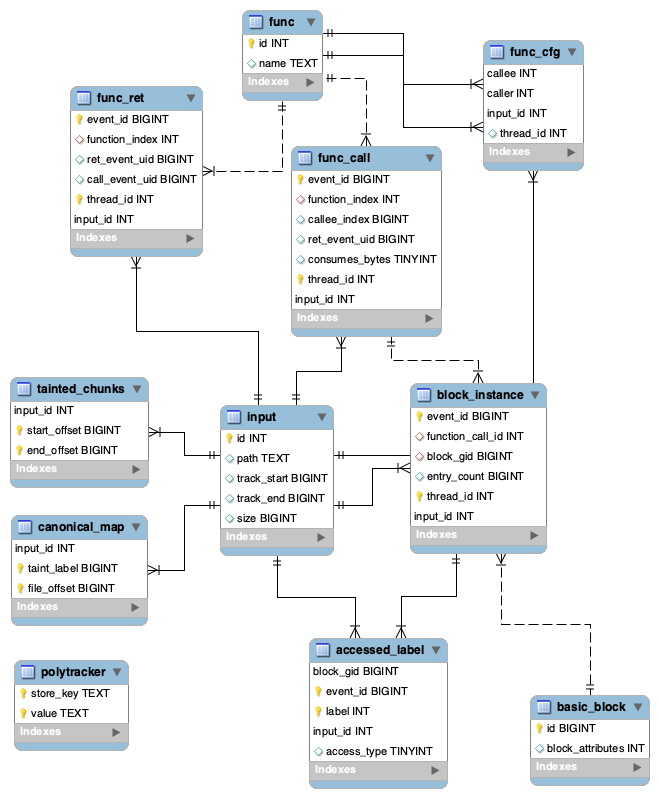 func
id INT
name TEXT
Indexes
func_cfg
callee INT
caller INT
input_id INT
thread_id INT
Indexes
func_ret
event_id BIGINT
function_index INT
ret_event_uid BIGINT
call_event_uid BIGINT
thread_id INT
input_id INT
Indexes
func_call
event_id BIGINT
function_index INT
callee_index BIGINT
ret_event_uid BIGINT
consumes_bytes TINYINT
thread_id INT
input_id INT
Indexes
tainted_chunks
input_id INT
start_offset BIGINT
end_offset BIGINT
Indexes
input
id INT
path TEXT
track_start BIGINT
track_end BIGINT
size BIGINT
Indexes
block_instance
event_id BIGINT
function_call_id INT
block_gid BIGINT
entry_count BIGINT
thread_id INT
input_id INT
Indexes
canonical_map
input_id INT
taint_label BIGINT
file_offset BIGINT
Indexes
polytracker
store_key TEXT
value TEXT
Indexes
accessed_label
block_gid BIGINT
event_id BIGINT
label INT
input_id INT
access_type TINYINT
Indexes
basic_block
id BIGINT
block_attributes INT
Indexes